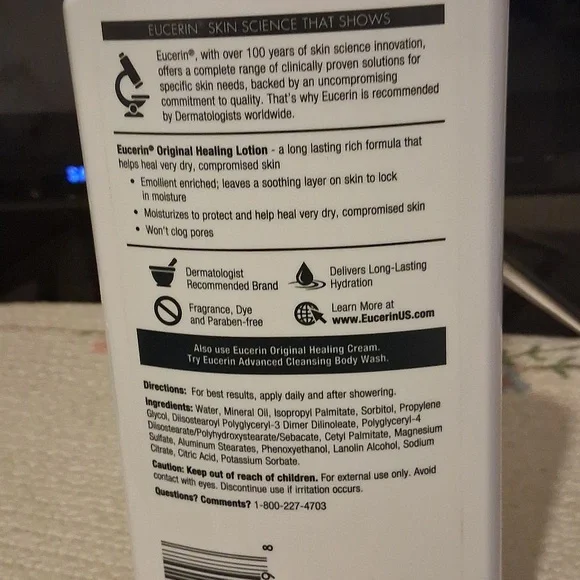 EUCERIN® SKIN SCIENCE THAT SHOWS
Eucerin®, with over 100 years of skin science innovation,
offers a complete range of clinically proven solutions for
specific skin needs, backed by an uncompromising
commitment to quality. That's why Eucerin is recommended
by Dermatologists worldwide.
Eucerin® Original Healing Lotion - a long lasting rich formula that
helps heal very dry, compromised skin
• Emollient enriched; leaves a soothing layer on skin to lock
in moisture
• Moisturizes to protect and help heal very dry, compromised skin
• Won't clog pores
Dermatologist
Recommended Brand
Delivers Long-Lasting
Hydration
Fragrance, Dye
and Paraben-free
Learn More at
www.EucerinUS.com
Also use Eucerin Original Healing Cream.
Try Eucerin Advanced Cleansing Body Wash.
Directions: For best results, apply daily and after showering.
Ingredients: Water, Mineral Oil, Isopropyl Palmitate, Sorbitol, Propylene
Glycol, Diisostearoyl Polyglyceryl-3 Dimer Dilinoleate, Polyglyceryl-4
Diisostearate/Polyhydroxystearate/Sebacate, Cetyl Palmitate, Magnesium
Sulfate, Aluminum Stearates, Phenoxyethanol, Lanolin Alcohol, Sodium
Citrate, Citric Acid, Potassium Sorbate.
Caution: Keep out of reach of children. For external use only. Avoid
contact with eyes. Discontinue use if irritation occurs.
Questions? Comments? 1-800-227-4703
8